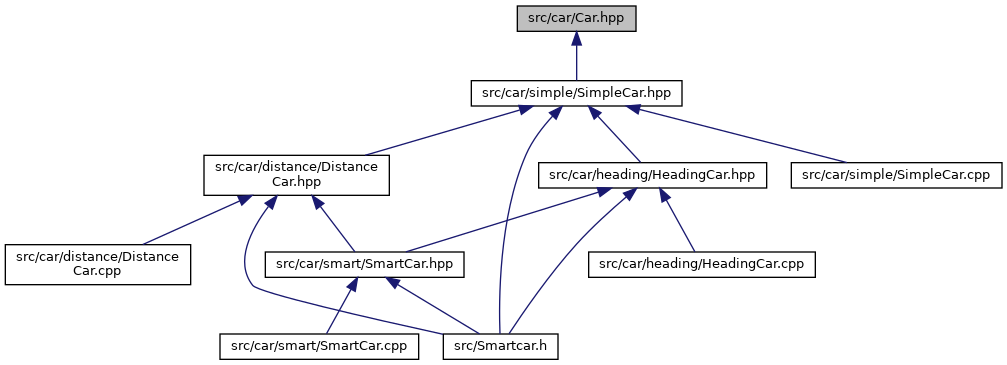 src/car/Car.hpp
src/car/simple/SimpleCar.hpp
src/car/distance/Distance
Car.hpp
src/car/heading/HeadingCar.hpp
src/car/simple/SimpleCar.cpp
src/car/distance/Distance
Car.cpp
src/car/smart/SmartCar.hpp
src/car/heading/HeadingCar.cpp
src/car/smart/SmartCar.cpp
src/Smartcar.h